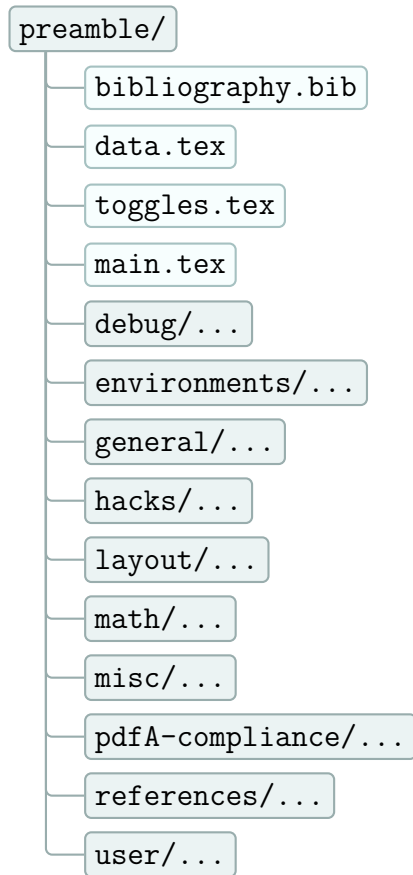 preamble/
bibliography.bib
data.tex
toggles.tex
main.tex
debug/...
environments/...
general/...
hacks/...
layout/...
math/...
misc/...
pdfA-compliance/...
references/...
user/...